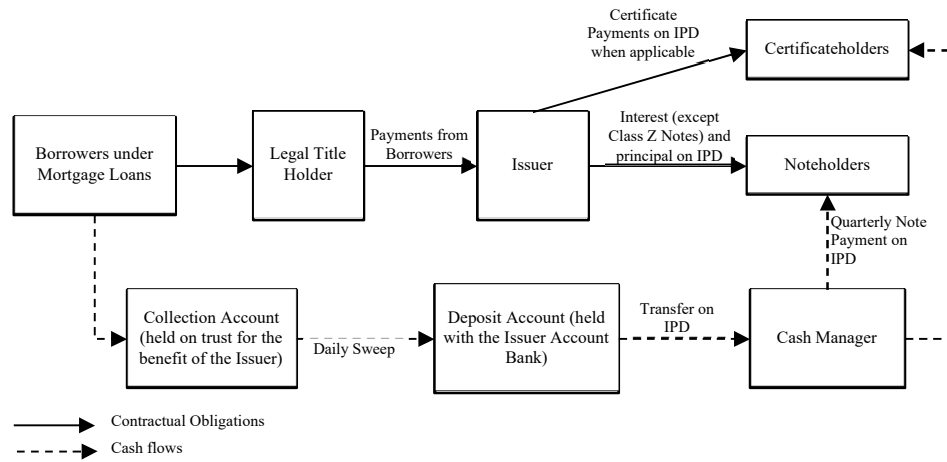 Certificate
Payments on IPD
when applicable
Certificateholders
Borrowers under
Mortgage Loans
Legal Title
Holder
Payments from
Borrowers
Issuer
Interest (except
Class Z Notes) and
principal on IPD
Noteholders
Quarterly Note
Payment on
IPD
Collection Account
(held on trust for the
benefit of the Issuer)
Daily Sweep
Deposit Account (held
with the Issuer Account
Bank)
Transfer on
IPD
Cash Manager
Contractual Obligations
Cash flows